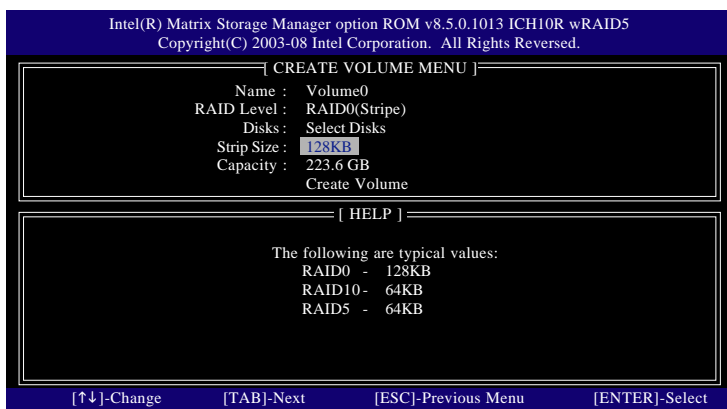 Intel(R) Matrix Storage Manager option ROM v8.5.0.1013 ICH10R wRAID5
Copyright(C) 2003-08 Intel Corporation. All Rights Reversed.
[ CREATE VOLUME MENU ]
Name : Volume0
RAID Level : RAID0(Stripe)
Disks : Select Disks
Strip Size : 128KB
Capacity : 223.6 GB
Create Volume
[ HELP ]
The following are typical values:
RAID0 - 128KB
RAID10 - 64KB
RAID5 - 64KB
[↑↓]-Change [TAB]-Next [ESC]-Previous Menu [ENTER]-Select